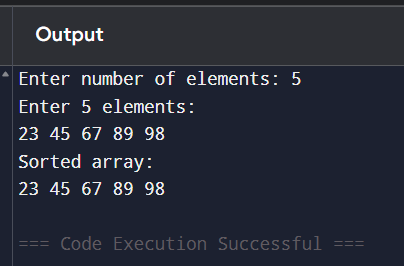 Output
Enter number of elements: 5
Enter 5 elements:
23 45 67 89 98
Sorted array:
23 45 67 89 98
=== Code Execution Successful ===